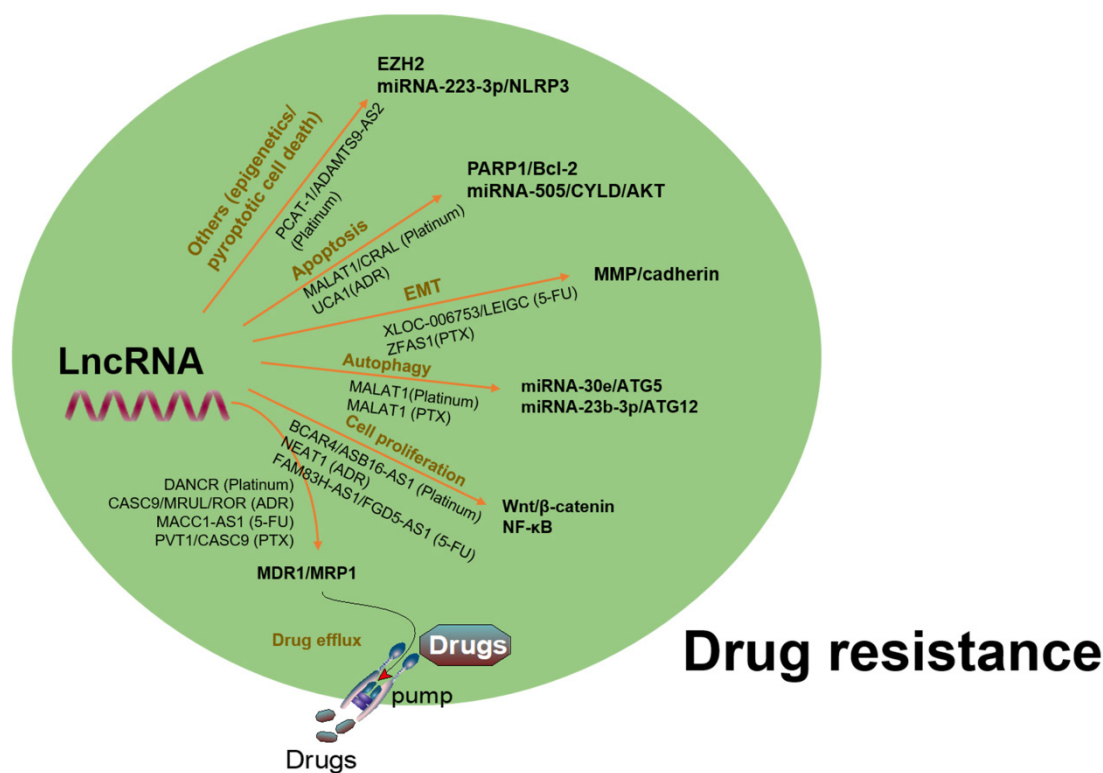 EZH2
miRNA-223-3p/NLRP3
Others (epigenetics/
pyroptotic cell death)
PCAT-1/ADAMTS9-AS2
(Platinum)
PARP1/Bcl-2
miRNA-505/CYLD/AKT
Apoptosis
MALAT1/CRAL (Platinum)
UCA1(ADR)
MMP/cadherin
EMT
XLOC-006753/LEIGC (5-FU)
ZFAS1(PTX)
LncRNA
Autophagy
MALAT1(Platinum)
MALAT1 (PTX)
miRNA-30e/ATG5
miRNA-23b-3p/ATG12
Cell proliferation
BCAR4/ASB16-AS1 (Platinum)
NEAT1 (ADR)
FAM83H-AS1/FGD5-AS1 (5-FU)
Wnt/β-catenin
NF-κB
DANCR (Platinum)
CASC9/MRUL/ROR (ADR)
MACC1-AS1 (5-FU)
PVT1/CASC9 (PTX)
MDR1/MRP1
Drug efflux
Drugs
pump
Drugs
Drug resistance